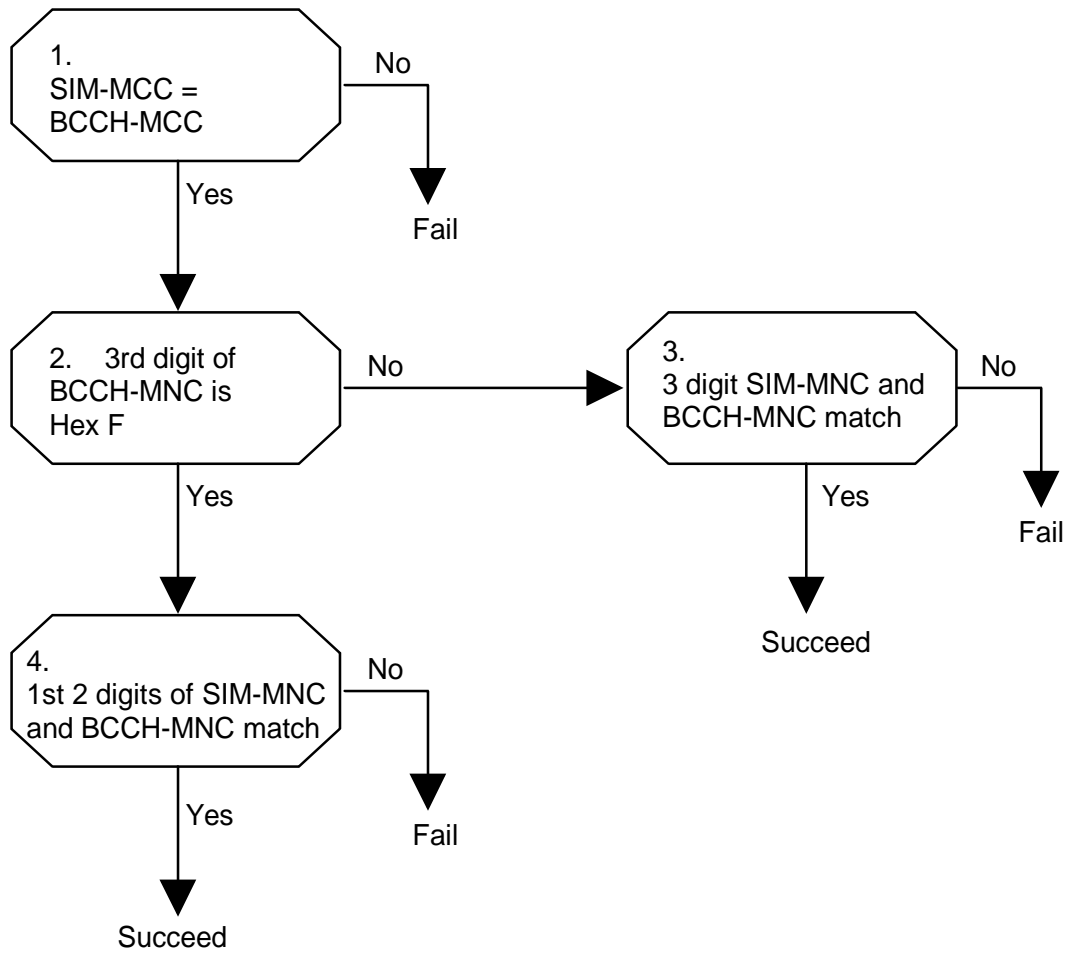 1.
SIM-MCC =
BCCH-MCC
No
Fail
Yes
2. 3rd digit of
BCCH-MNC is
Hex F
No
3.
3 digit SIM-MNC and
BCCH-MNC match
No
Fail
Yes
Succeed
Yes
4.
1st 2 digits of SIM-MNC
and BCCH-MNC match
No
Fail
Yes
Succeed